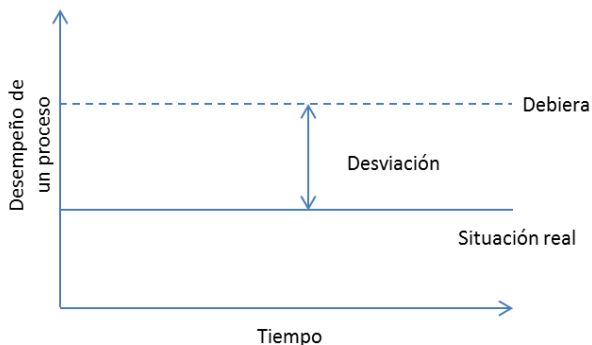 Desempeño de
un proceso
Debiera
Desviación
Situación real
Tiempo